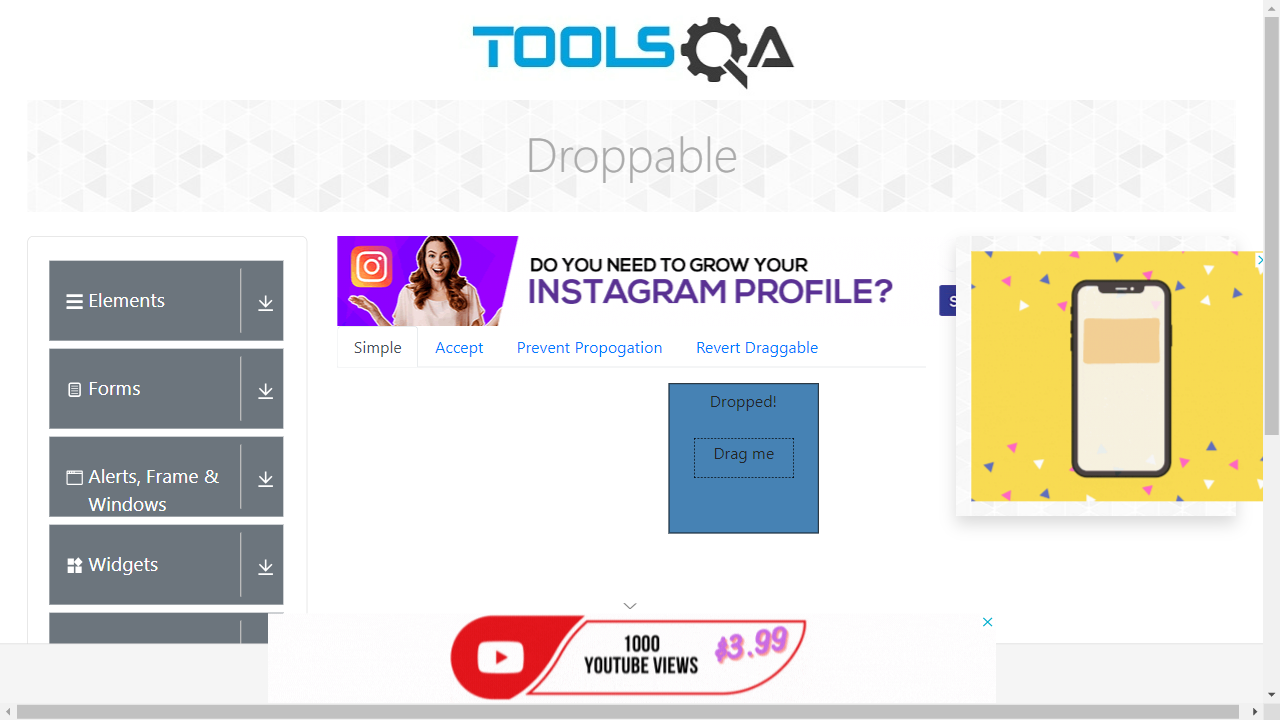 TOOLSQA
Droppable
Elements
Forms
Alerts, Frame &
Windows
Widgets
DO YOU NEED TO GROW YOUR
INSTAGRAM PROFILE?
Simple
Accept
Prevent Propogation
Revert Draggable
Dropped!
Drag me
1000
YOUTUBE VIEWS
$3.99